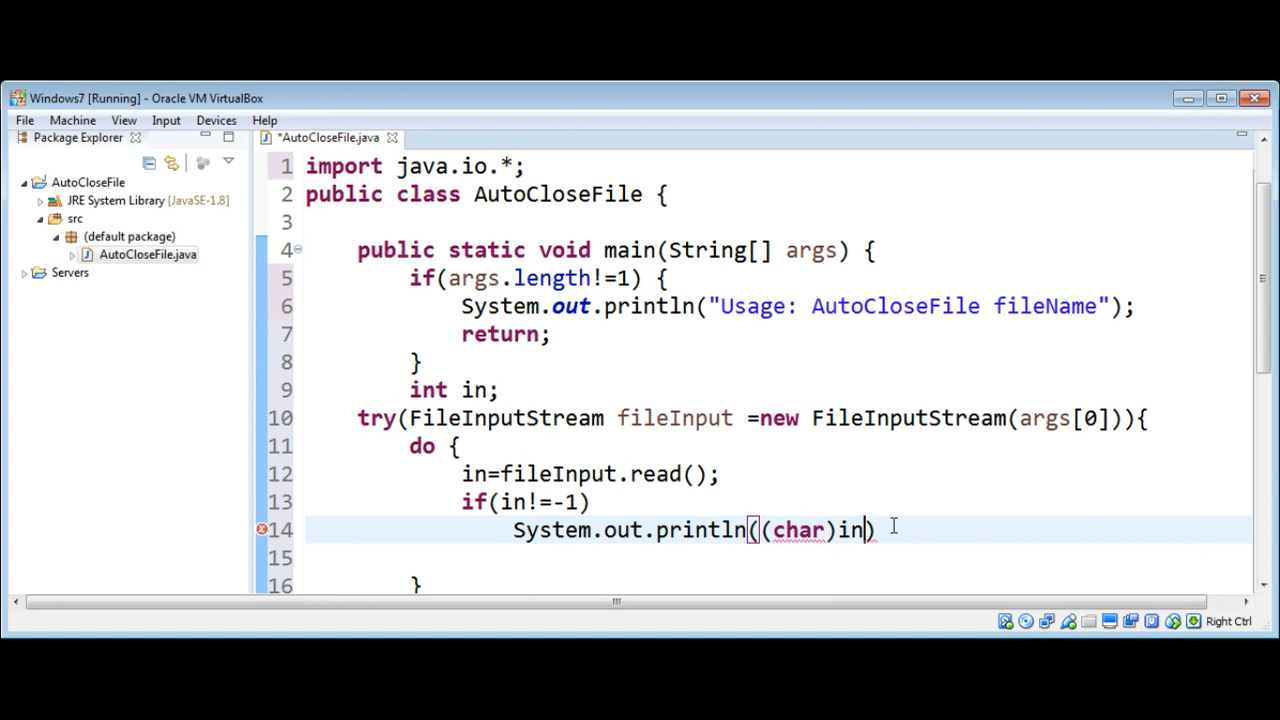 Windows7 [Running] - Oracle VM VirtualBox
File Machine View Input Devices Help
Package Explorer
*AutoCloseFile.java
AutoCloseFile
JRE System Library [JavaSE-1.8]
src
(default package)
AutoCloseFile.java
Servers
1 import java.io.*;
2 public class AutoCloseFile {
3
4 public static void main(String[] args) {
5 if(args.length!=1) {
6 System.out.println("Usage: AutoCloseFile fileName");
7 return;
8 }
9 int in;
10 try(FileInputStream fileInput =new FileInputStream(args[0])){
11 do {
12 in=fileInput.read();
13 if(in!=-1)
14 System.out.println((char)in)
15
16 }
Right Ctrl